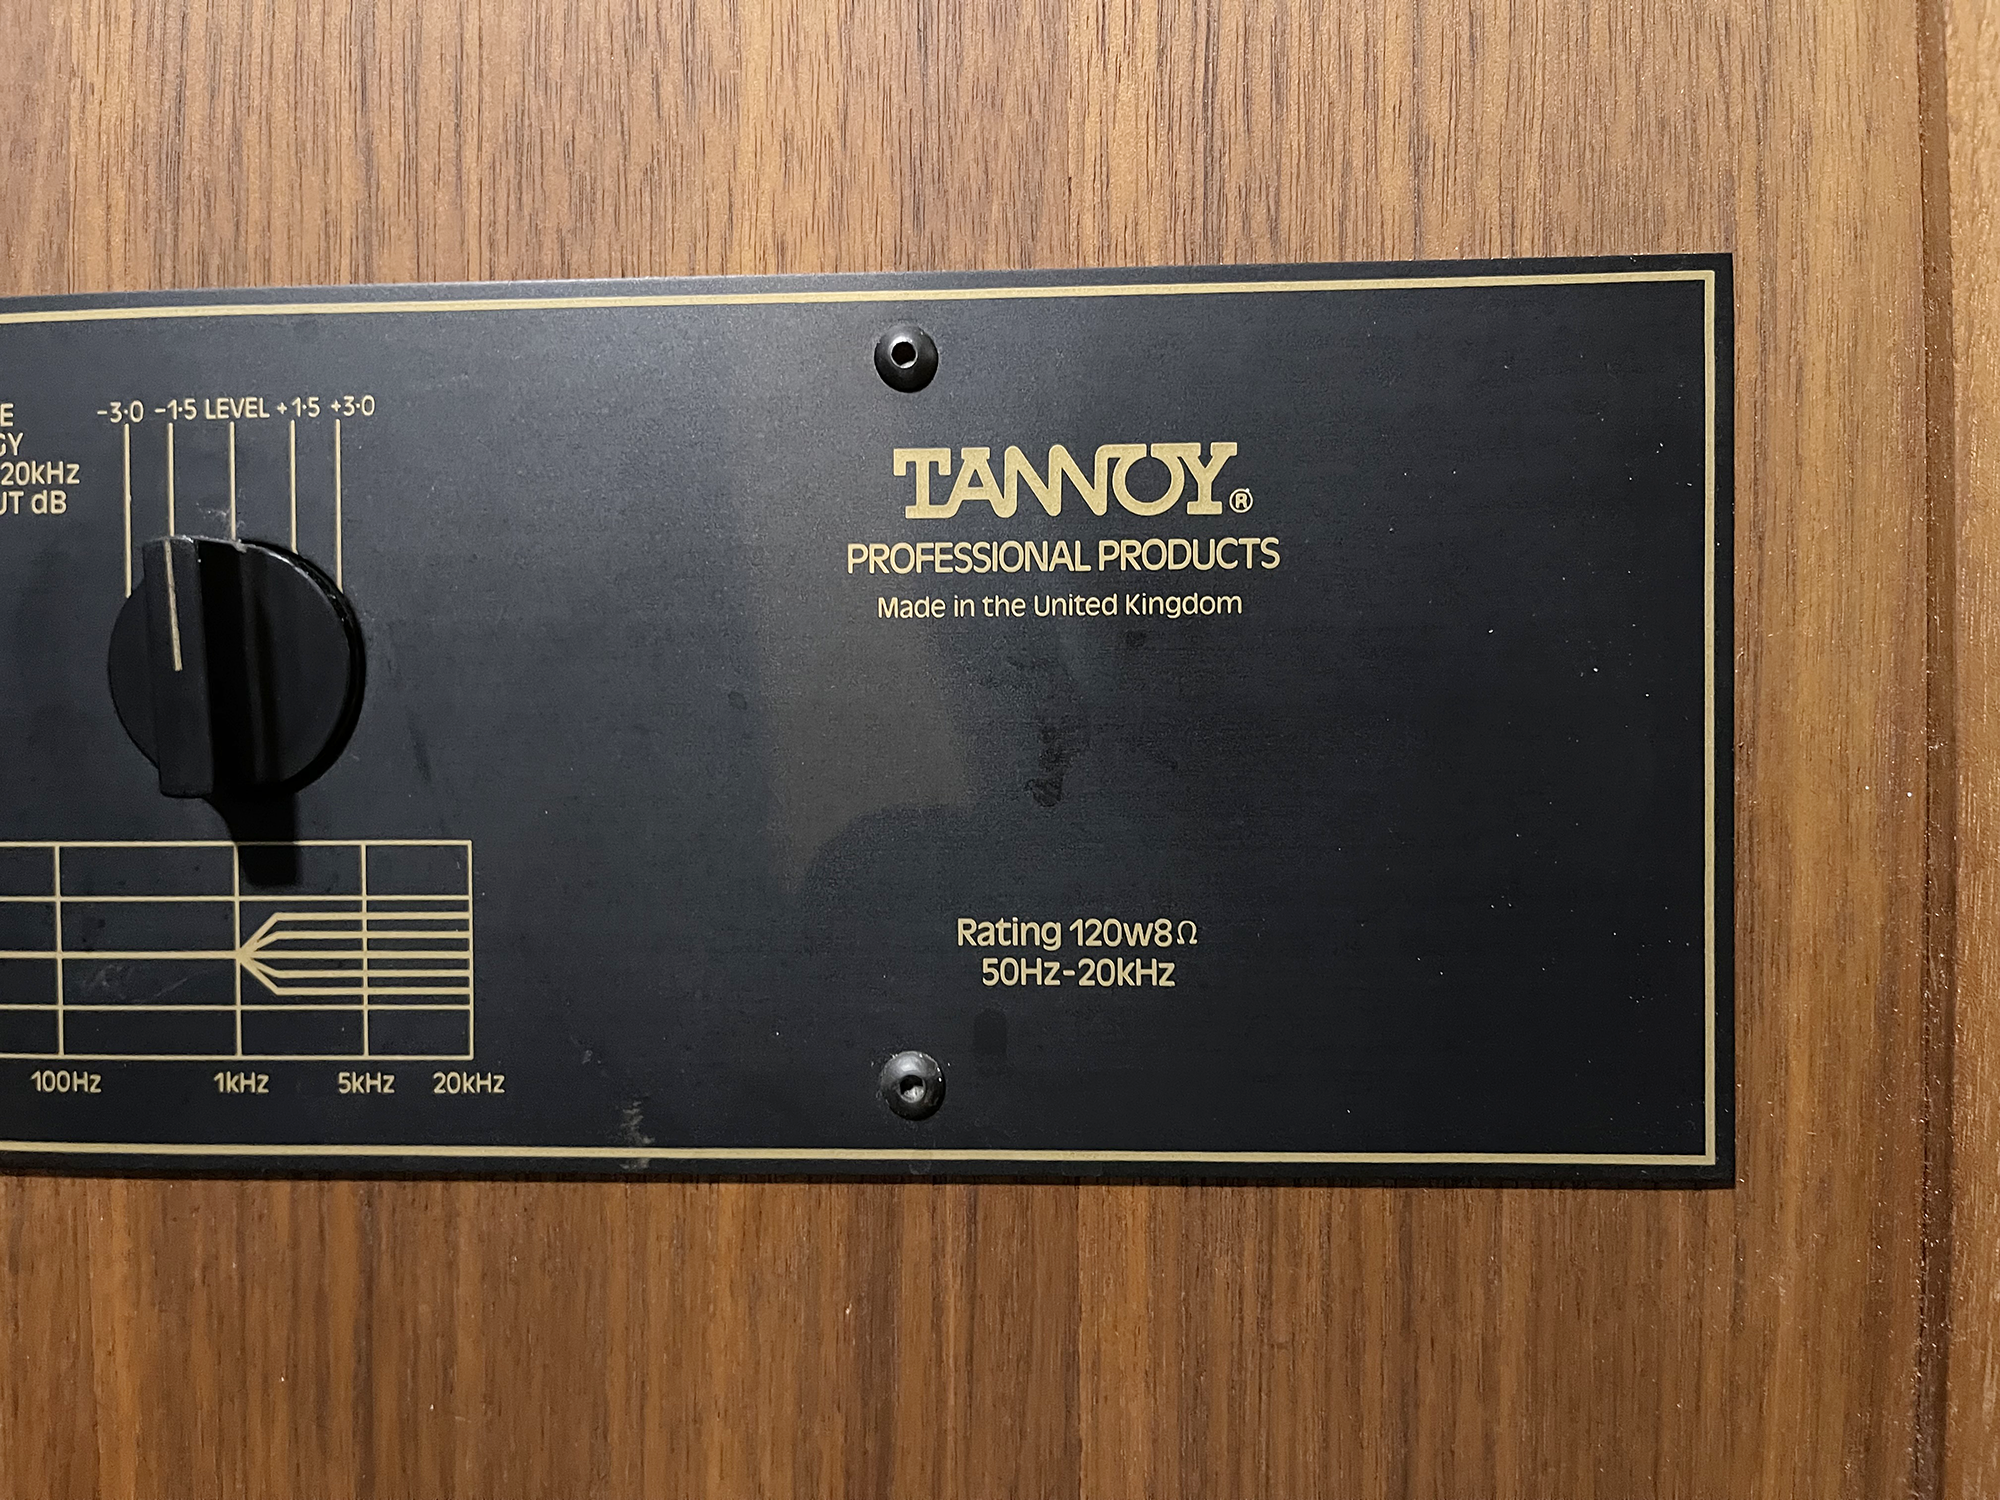 -3·0 -1·5 LEVEL +1·5 +3·0
20kHz
dB
TANNOY®
PROFESSIONAL PRODUCTS
Made in the United Kingdom
Rating 120w8Ω
50Hz-20kHz
100Hz 1kHz 5kHz 20kHz